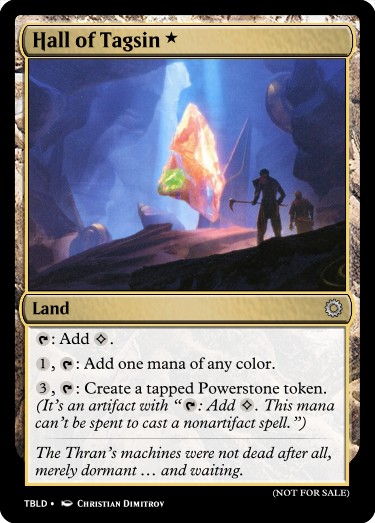 Hall of Tagsin ★
Land
: Add .
1, : Add one mana of any color.
3, : Create a tapped Powerstone token.
(It's an artifact with “: Add . This mana
can't be spent to cast a nonartifact spell.”)
The Thran's machines were not dead after all,
merely dormant … and waiting.
(NOT FOR SALE)
TBLD • Christian Dimitrov